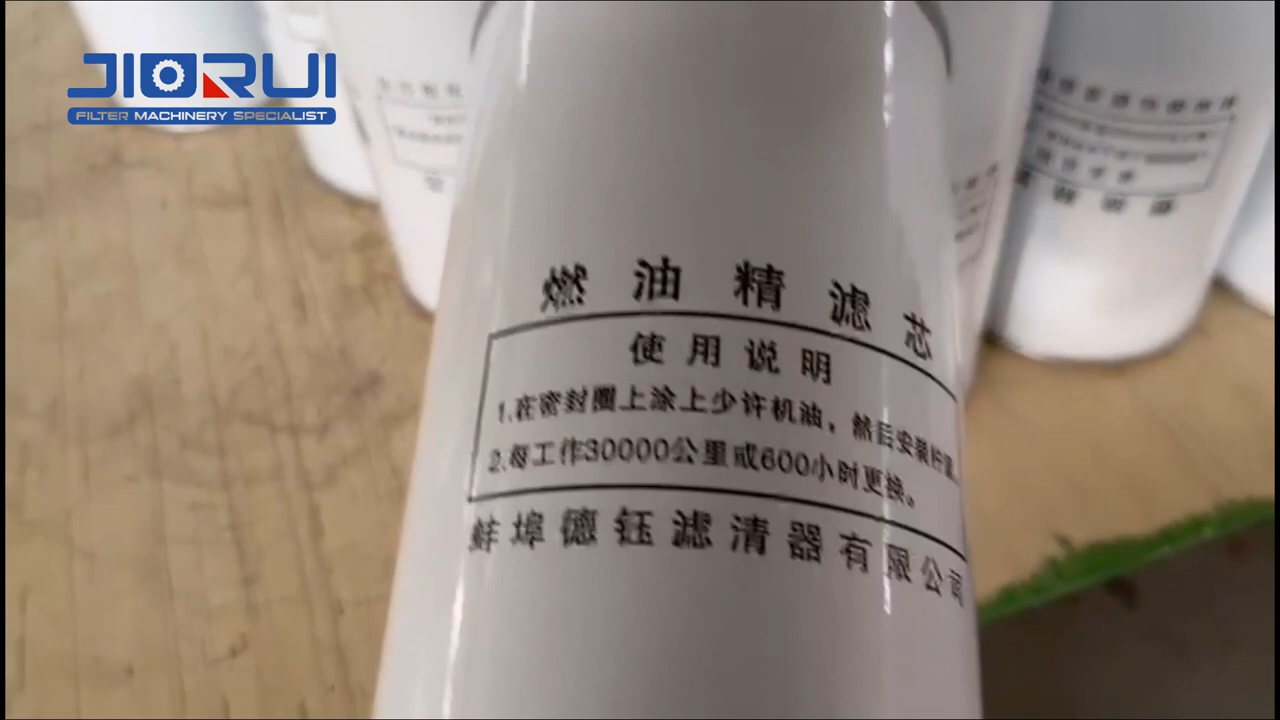 JIORUI
FILTER MACHINERY SPECIALIST
燃油精滤芯
使用说明
1.在密封圈上涂上少许机油，然后安装拧紧
2.每工作30000公里或600小时更换。
蚌埠德钰滤清器有限公司